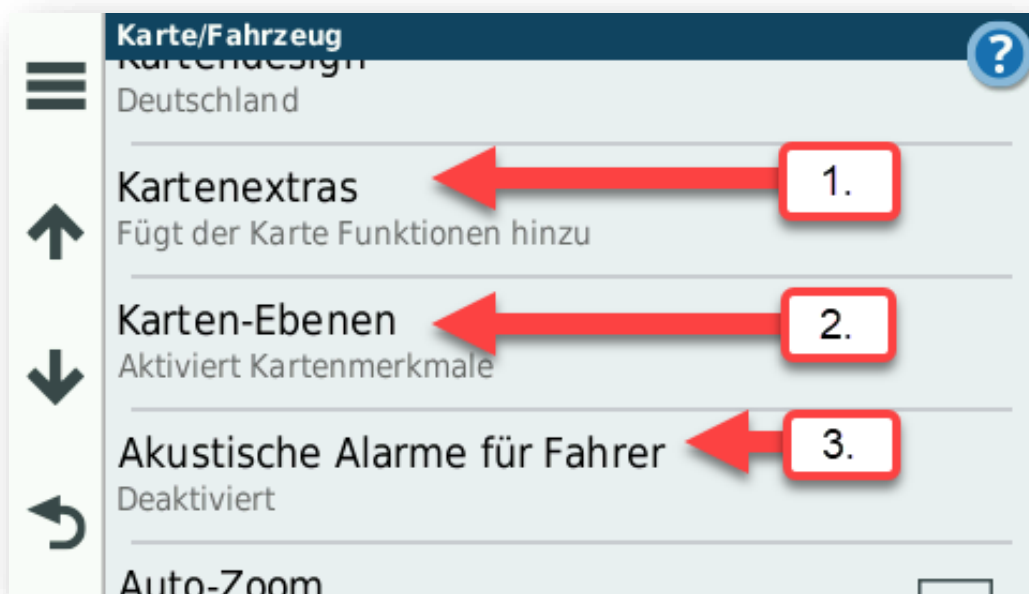 Karte/Fahrzeug
?
Kartendesign
Deutschland
Kartenextras
1.
Fügt der Karte Funktionen hinzu
Karten-Ebenen
2.
Aktiviert Kartenmerkmale
Akustische Alarme für Fahrer
3.
Deaktiviert
Auto-Zoom